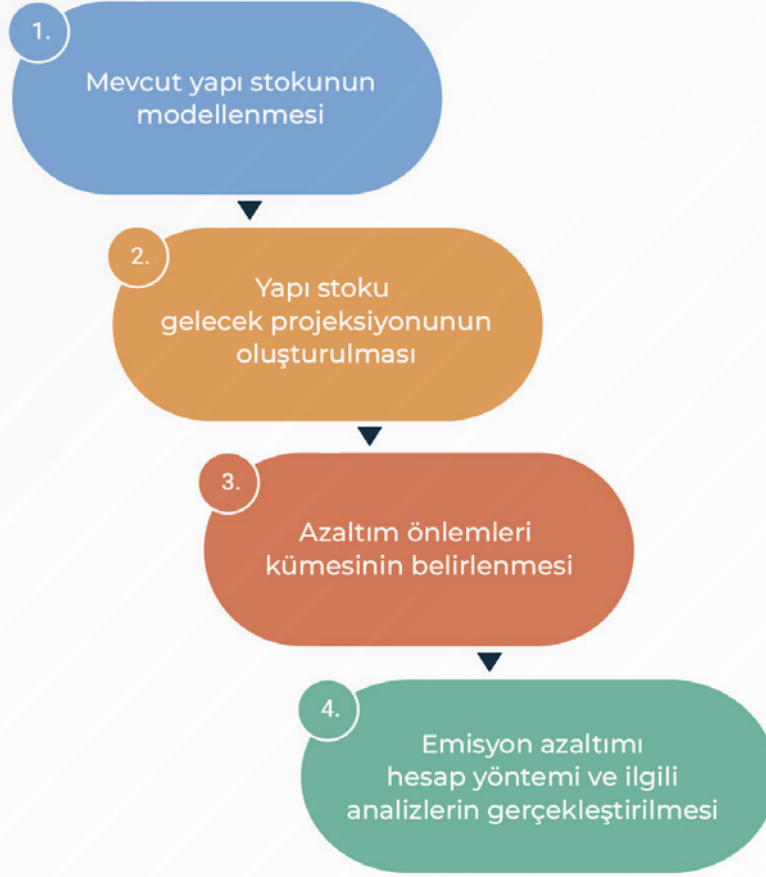 1.
Mevcut yapı stokunun
modellenmesi
2.
Yapı stoku
gelecek projeksiyonunun
oluşturulması
3.
Azaltım önlemleri
kümesinin belirlenmesi
4.
Emisyon azaltımı
hesap yöntemi ve ilgili
analizlerin gerçekleştirilmesi